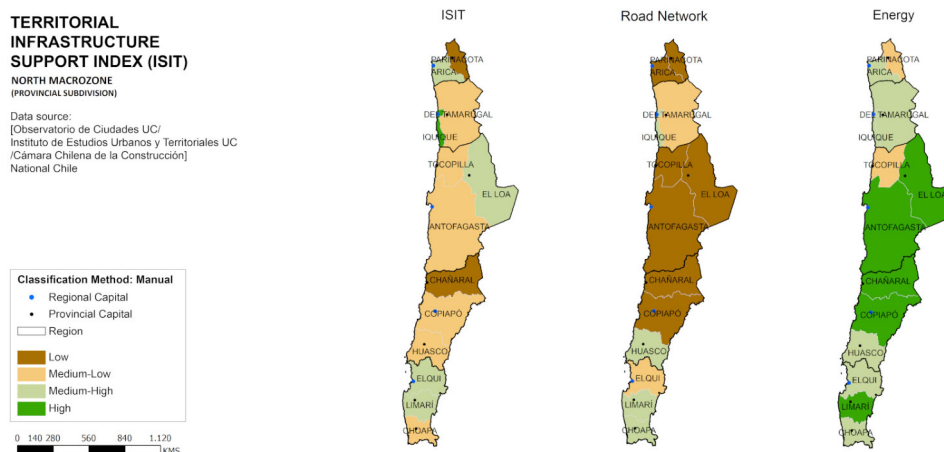 TERRITORIAL
INFRASTRUCTURE
SUPPORT INDEX (ISIT)
NORTH MACROZONE
(PROVINCIAL SUBDIVISION)
Data source:
[Observatorio de Ciudades UC/
Instituto de Estudios Urbanos y Territoriales UC
/Cámara Chilena de la Construcción]
National Chile
Classification Method: Manual
Regional Capital
Provincial Capital
Region
Low
Medium-Low
Medium-High
High
0 140 280 560 840 1.120
KMS
ISIT
PARINACOTA
ARICA
DEL TAMARUGAL
IQUIQUE
TOCOPILLA
EL LOA
ANTOFAGASTA
CHAÑARAL
COPIAPÓ
HUASCO
ELQUI
LIMARÍ
CHOAPA
Road Network
PARINACOTA
ARICA
DEL TAMARUGAL
IQUIQUE
TOCOPILLA
EL LOA
ANTOFAGASTA
CHAÑARAL
COPIAPÓ
HUASCO
ELQUI
LIMARÍ
CHOAPA
Energy
PARINACOTA
ARICA
DEL TAMARUGAL
IQUIQUE
TOCOPILLA
EL LOA
ANTOFAGASTA
CHAÑARAL
COPIAPÓ
HUASCO
ELQUI
LIMARÍ
CHOAPA